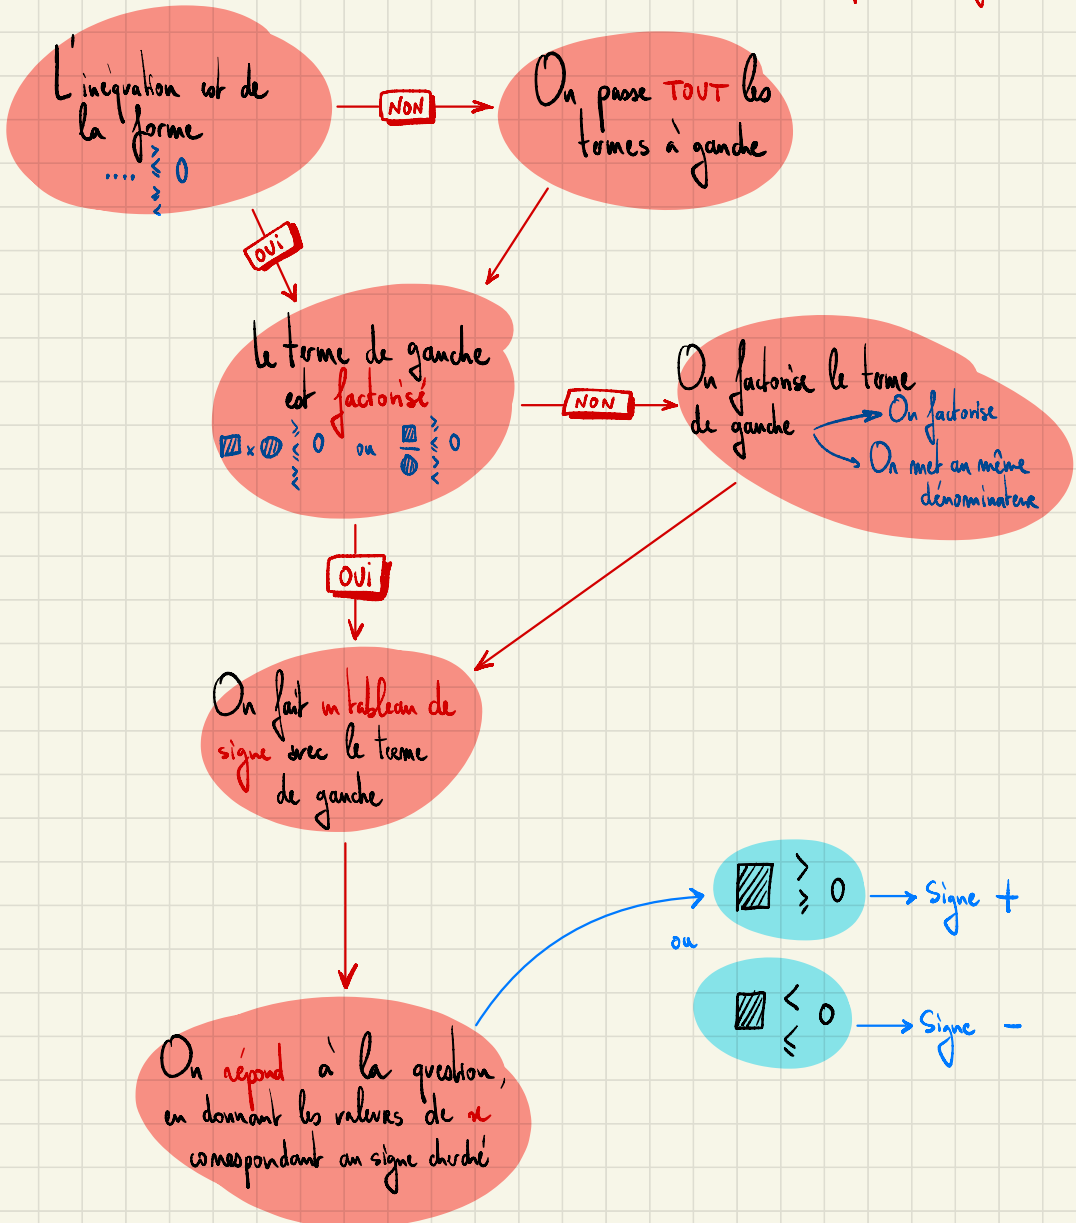 L'inéquation est de
la forme
.... > ≤ ≥ < 0
NON
On passe TOUT les
termes à gauche
OUI
le terme de gauche
est factorisé
× > < ≥ ≤ 0 ou > < ≥ ≤ 0
NON
On factorise le terme
de gauche
On factorise
On met au même
dénominateur
OUI
On fait un tableau de
signe avec le terme
de gauche
On répond à la question,
en donnant les valeurs de x
correspondant au signe cherché
> ≥ 0 Signe +
ou
< ≤ 0 Signe -